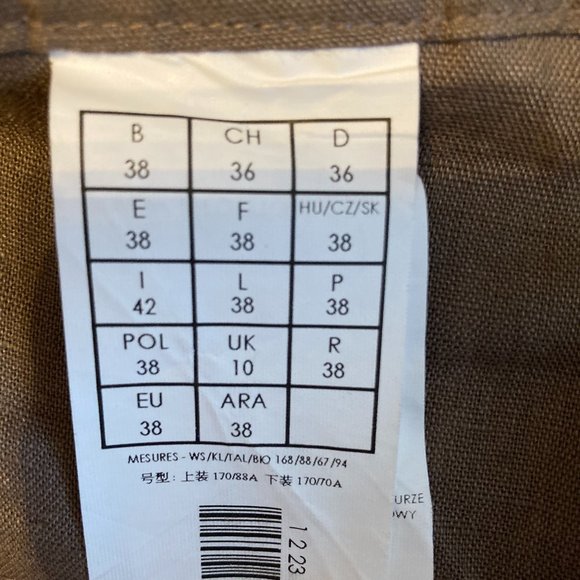 B CH D
38 36 36
E F HU/CZ/SK
38 38 38
I L P
42 38 38
POL UK R
38 10 38
EU ARA
38 38
MESURES - WS/KL/TAL/BIO 168/88/67/94
号型: 上装 170/88A 下装 170/70A
1 2 23
URZE
OWY